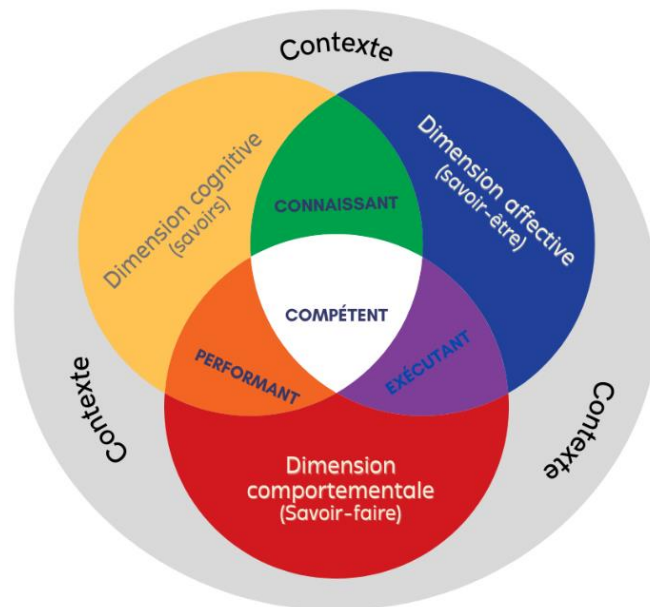 Contexte
Dimension cognitive
(savoirs)
Dimension affective
(savoir-être)
CONNAISSANT
COMPÉTENT
PERFORMANT
EXÉCUTANT
Contexte
Contexte
Dimension
comportementale
(Savoir-faire)